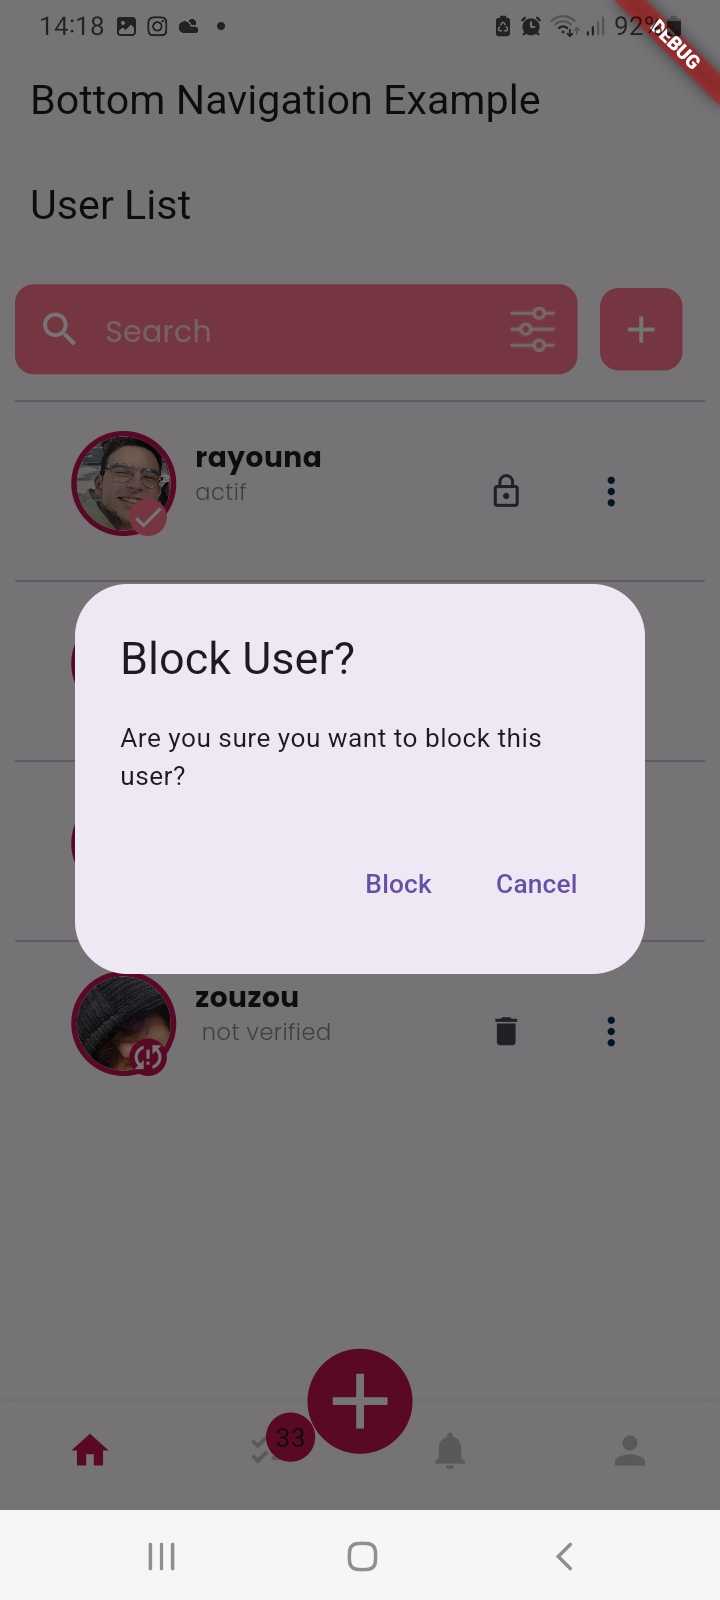 14:18
92%
DEBUG
Bottom Navigation Example
User List
Search
rayouna
actif
Block User?
Are you sure you want to block this
user?
Block
Cancel
zouzou
not verified
33